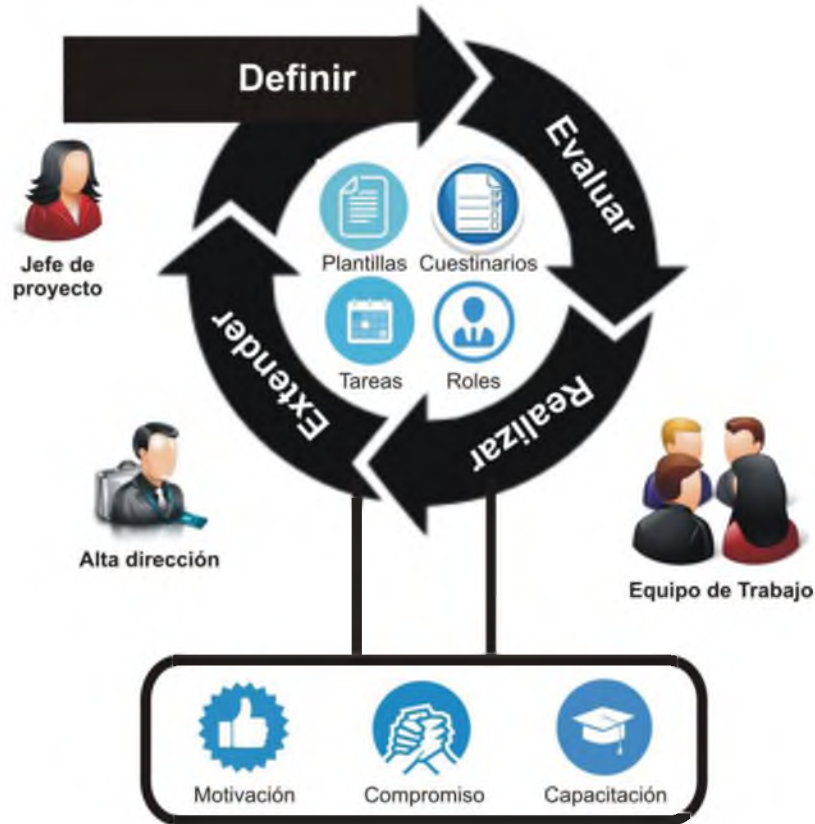 Definir
Evaluar
Plantillas Cuestinarios
Jefe de
proyecto
Tareas Roles
Extender
Realizar
Alta dirección
Equipo de Trabajo
Motivación Compromiso Capacitación